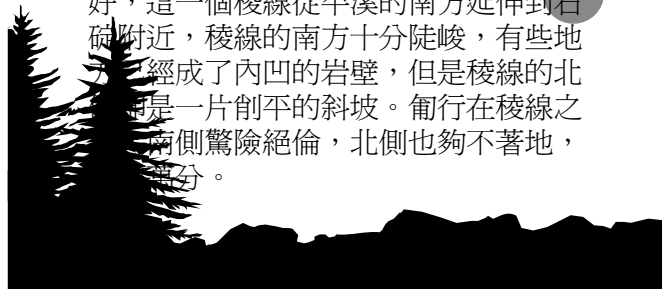 好，這一個稜線從平溪的南方延伸到石
碇附近，稜線的南方十分陡峻，有些地
經成了內凹的岩壁，但是稜線的北
是一片削平的斜坡。匍行在稜線之
南側驚險絕倫，北側也夠不著地，
萬分。